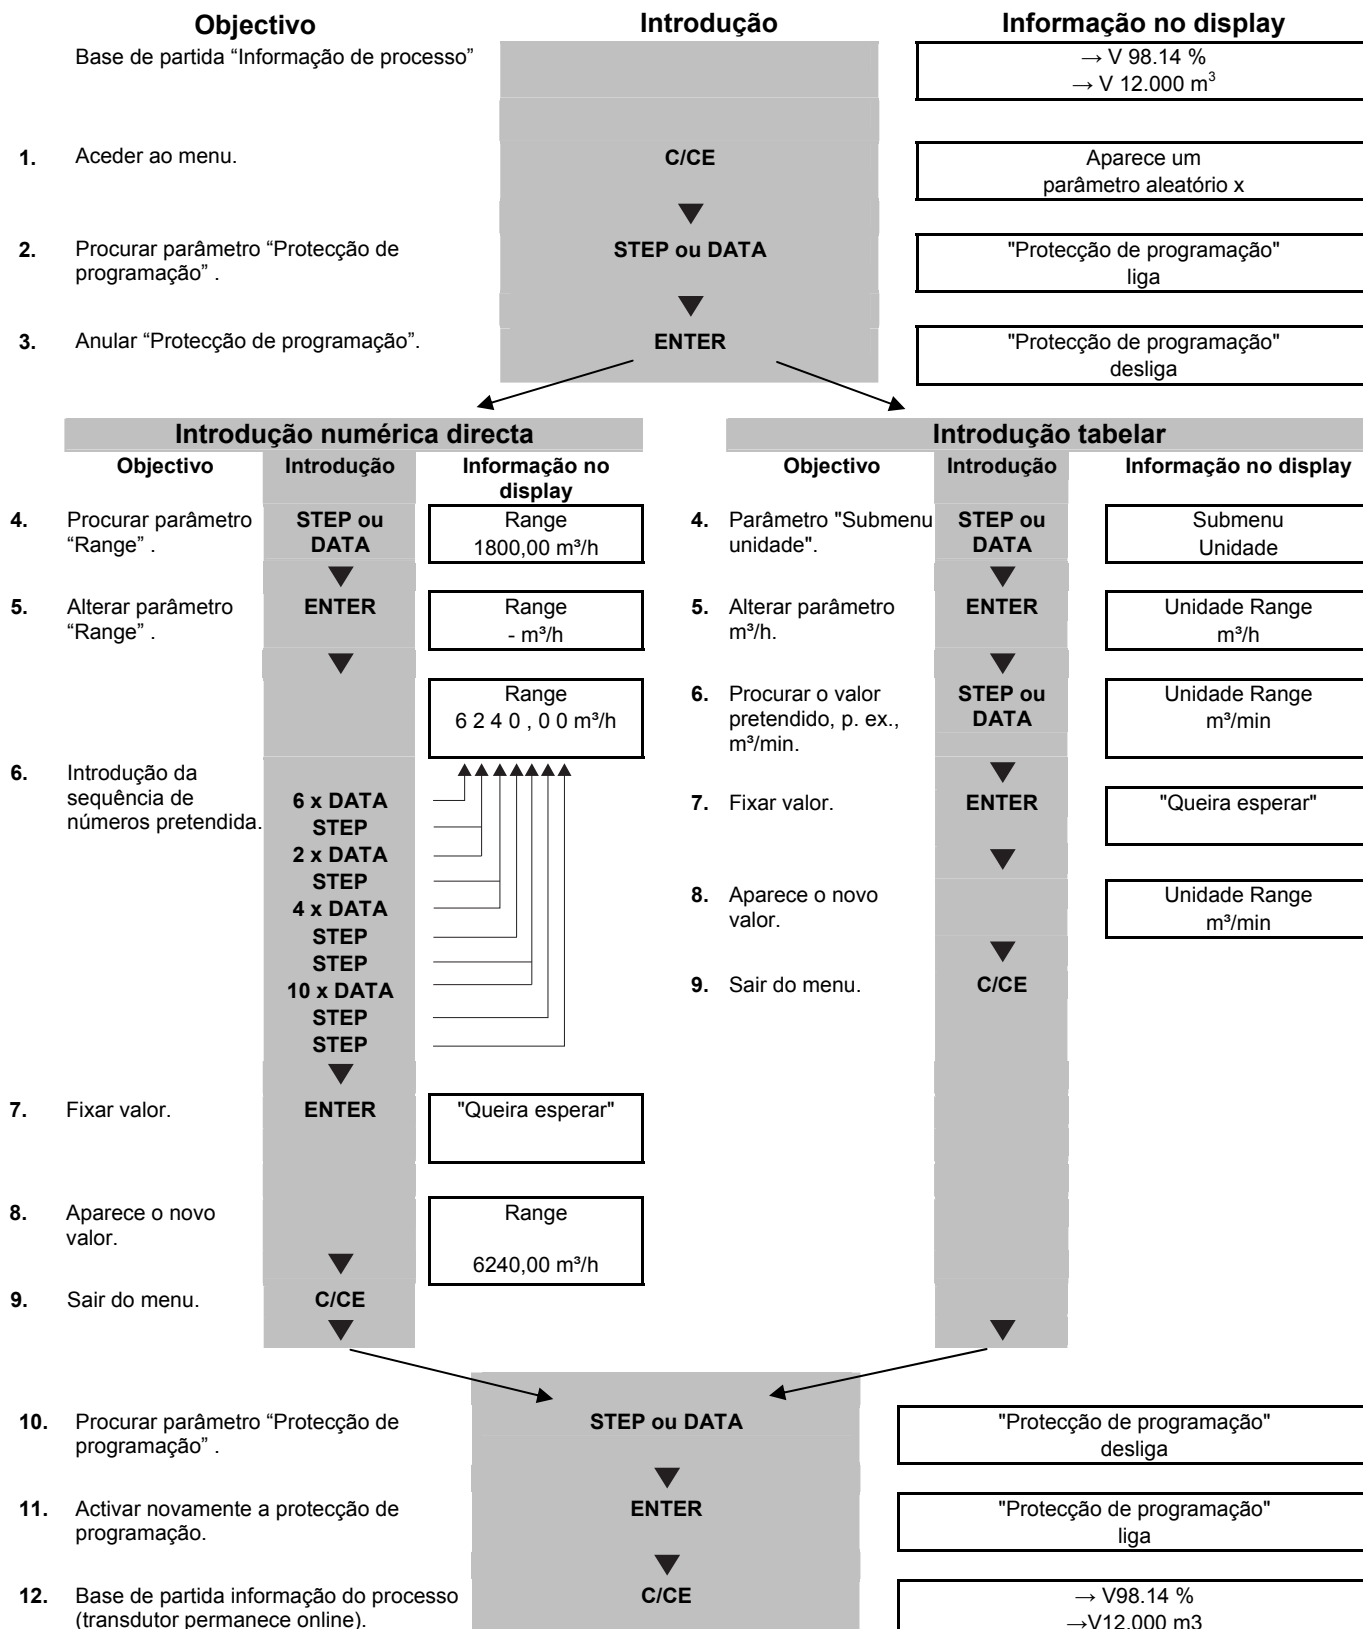 Objectivo Introdução Informação no display
Base de partida “Informação de processo”
→ V 98.14 %
→ V 12.000 m³
1. Aceder ao menu. C/CE
Aparece um
parâmetro aleatório x
▼
2. Procurar parâmetro “Protecção de
programação” .
STEP ou DATA
"Protecção de programação"
liga
▼
3. Anular “Protecção de programação”. ENTER
"Protecção de programação"
desliga
Introdução numérica directa
Objectivo Introdução Informação no
display
4. Procurar parâmetro
“Range” .
STEP ou
DATA
Range
1800,00 m³/h
▼
5. Alterar parâmetro
“Range” .
ENTER
Range
- m³/h
▼
Range
6 2 4 0 , 0 0 m³/h
6. Introdução da
sequência de
números pretendida.
6 x DATA
STEP
2 x DATA
STEP
4 x DATA
STEP
STEP
10 x DATA
STEP
STEP
▼
7. Fixar valor. ENTER "Queira esperar"
8. Aparece o novo
valor.
Range
6240,00 m³/h
▼
9. Sair do menu. C/CE
▼
Introdução tabelar
Objectivo Introdução Informação no display
4. Parâmetro "Submenu
unidade".
STEP ou
DATA
Submenu
Unidade
▼
5. Alterar parâmetro
m³/h.
ENTER
Unidade Range
m³/h
▼
6. Procurar o valor
pretendido, p. ex.,
m³/min.
STEP ou
DATA
Unidade Range
m³/min
▼
7. Fixar valor. ENTER "Queira esperar"
▼
8. Aparece o novo
valor.
Unidade Range
m³/min
▼
9. Sair do menu. C/CE
▼
10. Procurar parâmetro “Protecção de
programação” .
STEP ou DATA
"Protecção de programação"
desliga
▼
11. Activar novamente a protecção de
programação.
ENTER
"Protecção de programação"
liga
▼
12. Base de partida informação do processo
(transdutor permanece online).
C/CE
→ V98.14 %
→V12.000 m3